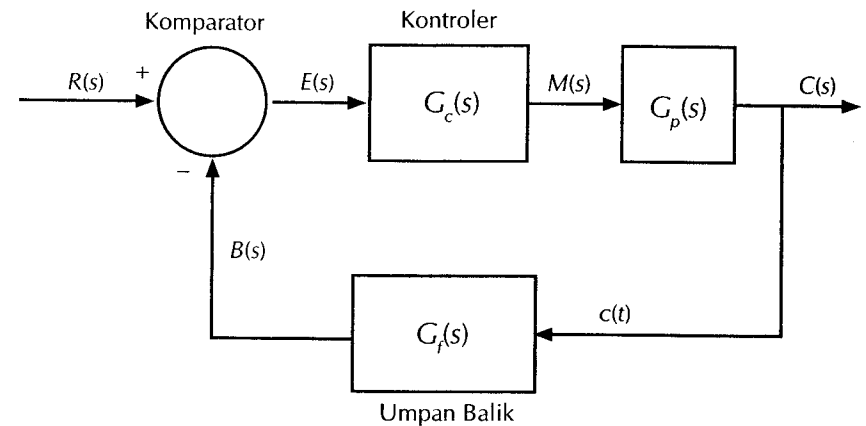 Komparator
Kontroler
R(s)
+
E(s)
G_c(s)
M(s)
G_p(s)
C(s)
−
B(s)
G_f(s)
c(t)
Umpan Balik